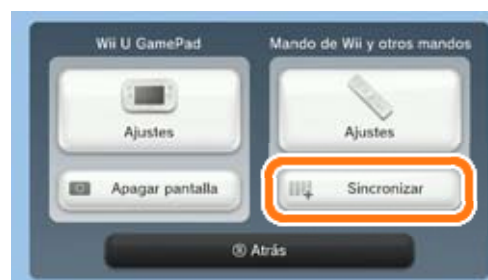 Wii U GamePad
Mando de Wii y otros mandos
Ajustes
Ajustes
Apagar pantalla
Sincronizar
Ⓑ Atrás